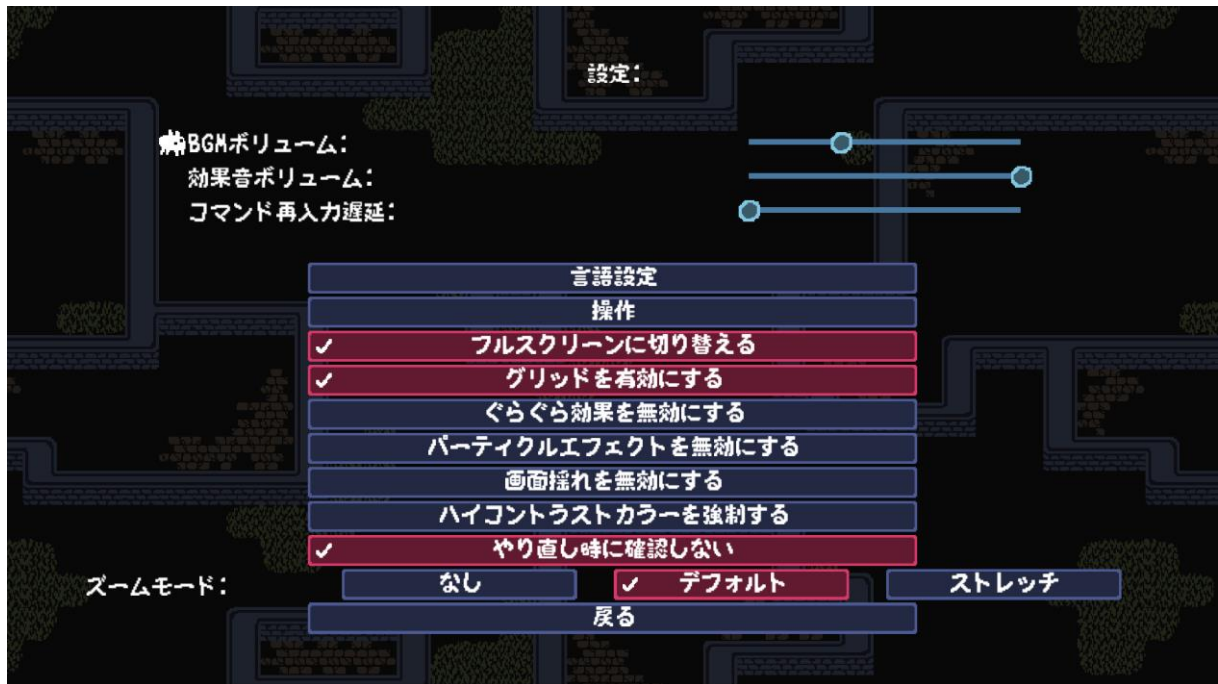 設定:
BGMボリューム:
効果音ボリューム:
コマンド再入力遅延:
言語設定
操作
フルスクリーンに切り替える
グリッドを有効にする
ぐらぐら効果を無効にする
パーティクルエフェクトを無効にする
画面揺れを無効にする
ハイコントラストカラーを強制する
やり直し時に確認しない
ズームモード: なし デフォルト ストレッチ
戻る